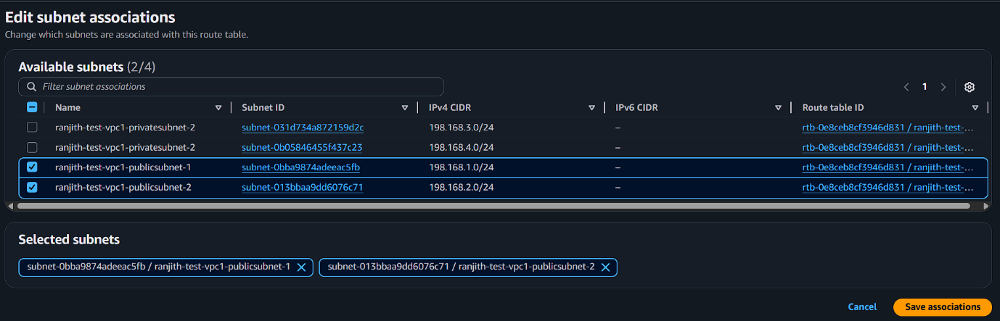 Edit subnet associations
Change which subnets are associated with this route table.
Available subnets (2/4)
Filter subnet associations
1
Name Subnet ID IPv4 CIDR IPv6 CIDR Route table ID
ranjith-test-vpc1-privatesubnet-2 subnet-031d734a872159d2c 198.168.3.0/24 – rtb-0e8ceb8cf3946d831 / ranjith-test-...
ranjith-test-vpc1-privatesubnet-2 subnet-0b05846455f437c23 198.168.4.0/24 – rtb-0e8ceb8cf3946d831 / ranjith-test-...
ranjith-test-vpc1-publicsubnet-1 subnet-0bba9874adeeac5fb 198.168.1.0/24 – rtb-0e8ceb8cf3946d831 / ranjith-test-...
ranjith-test-vpc1-publicsubnet-2 subnet-013bbaa9dd6076c71 198.168.2.0/24 – rtb-0e8ceb8cf3946d831 / ranjith-test-...
Selected subnets
subnet-0bba9874adeeac5fb / ranjith-test-vpc1-publicsubnet-1 subnet-013bbaa9dd6076c71 / ranjith-test-vpc1-publicsubnet-2
Cancel Save associations